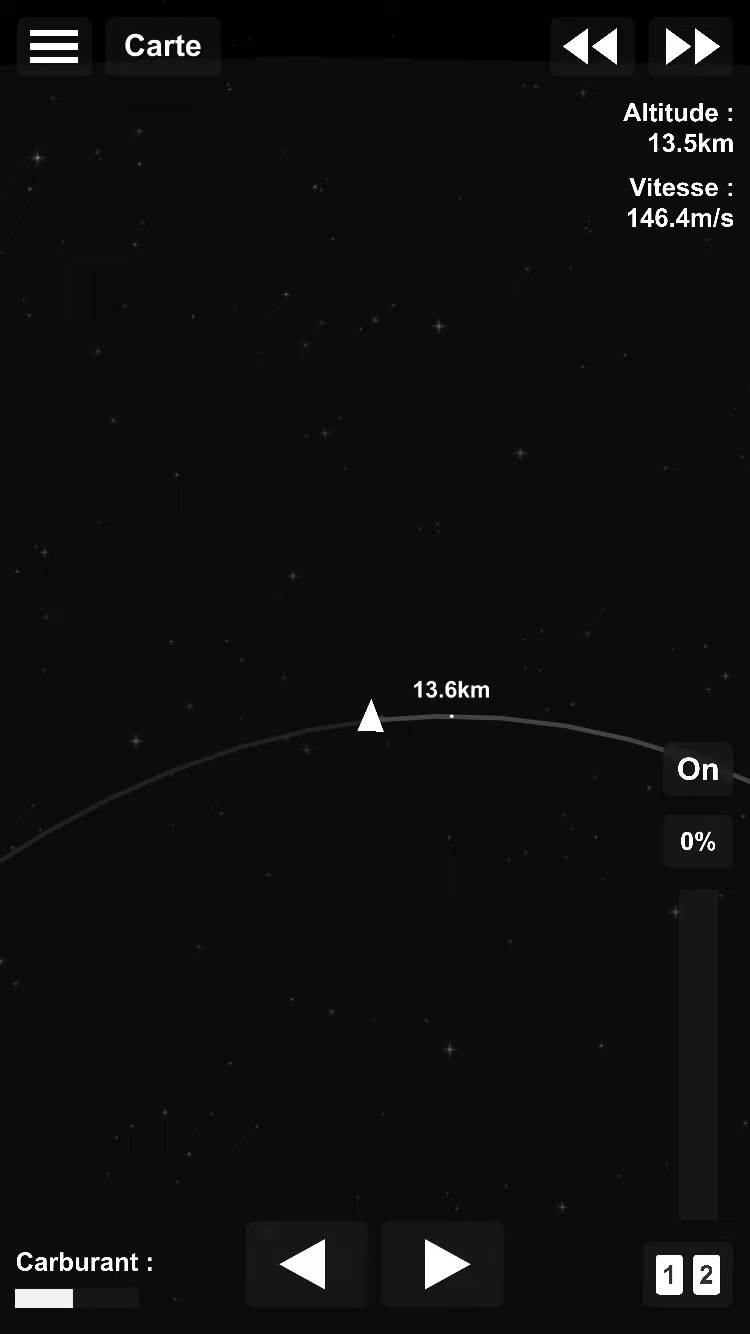 Carte
Altitude :
13.5km
Vitesse :
146.4m/s
13.6km
On
0%
Carburant :
1 2